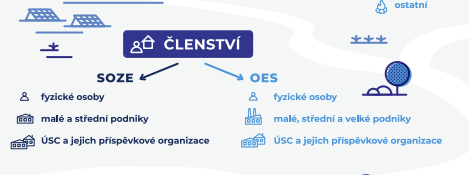 ostatní
ČLENSTVÍ
SOZE
fyzické osoby
malé a střední podniky
ÚSC a jejich příspěvkové organizace
OES
fyzické osoby
malé, střední a velké podniky
ÚSC a jejich příspěvkové organizace